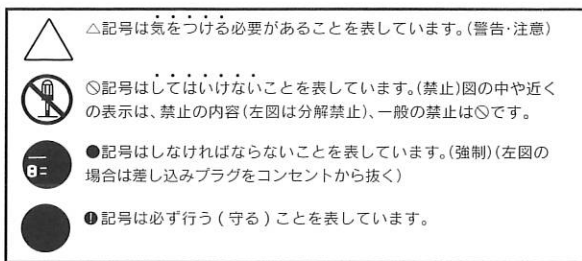 △記号は気をつける必要があることを表しています。(警告・注意)
⃠記号はしてはいけないことを表しています。(禁止)図の中や近く
の表示は、禁止の内容(左図は分解禁止)、一般の禁止は⃠です。
●記号はしなければならないことを表しています。(強制)(左図の
場合は差し込みプラグをコンセントから抜く)
❶記号は必ず行う(守る)ことを表しています。